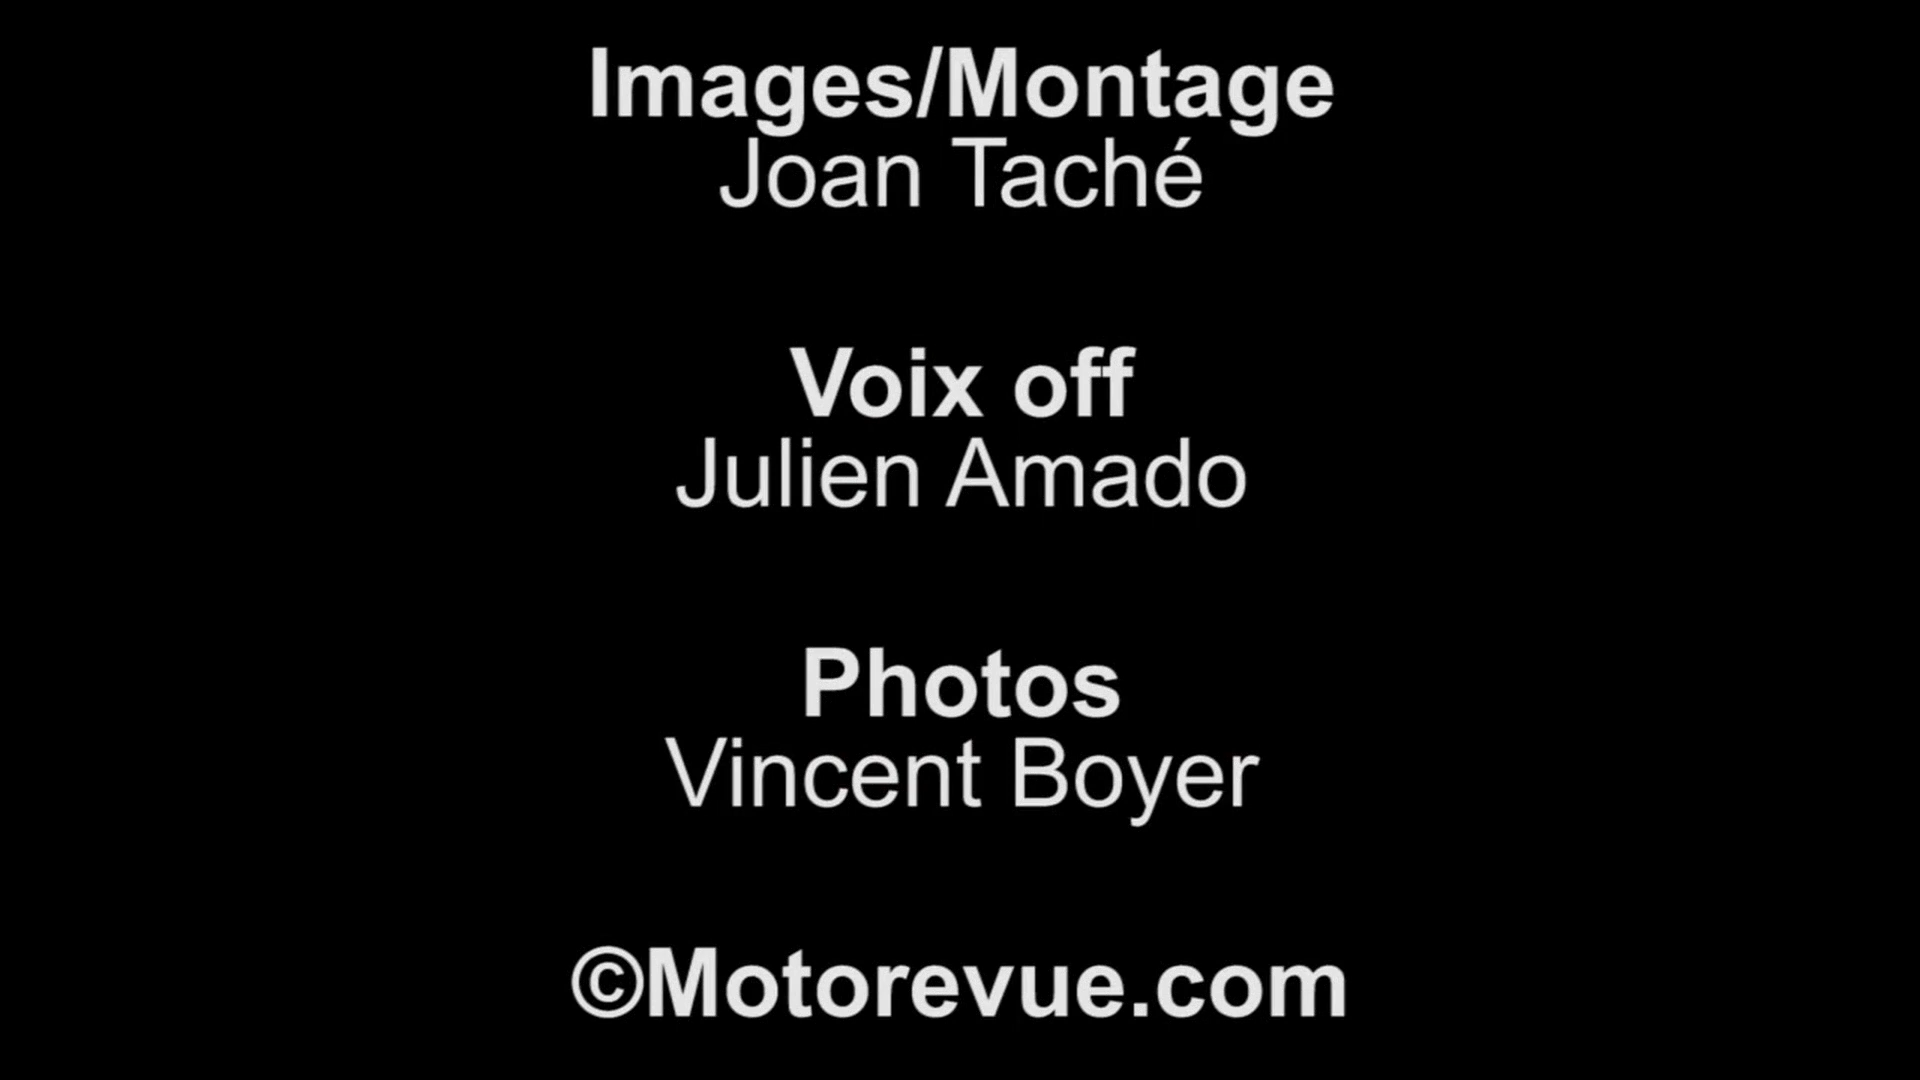 Images/Montage
Joan Taché
Voix off
Julien Amado
Photos
Vincent Boyer
©Motorevue.com